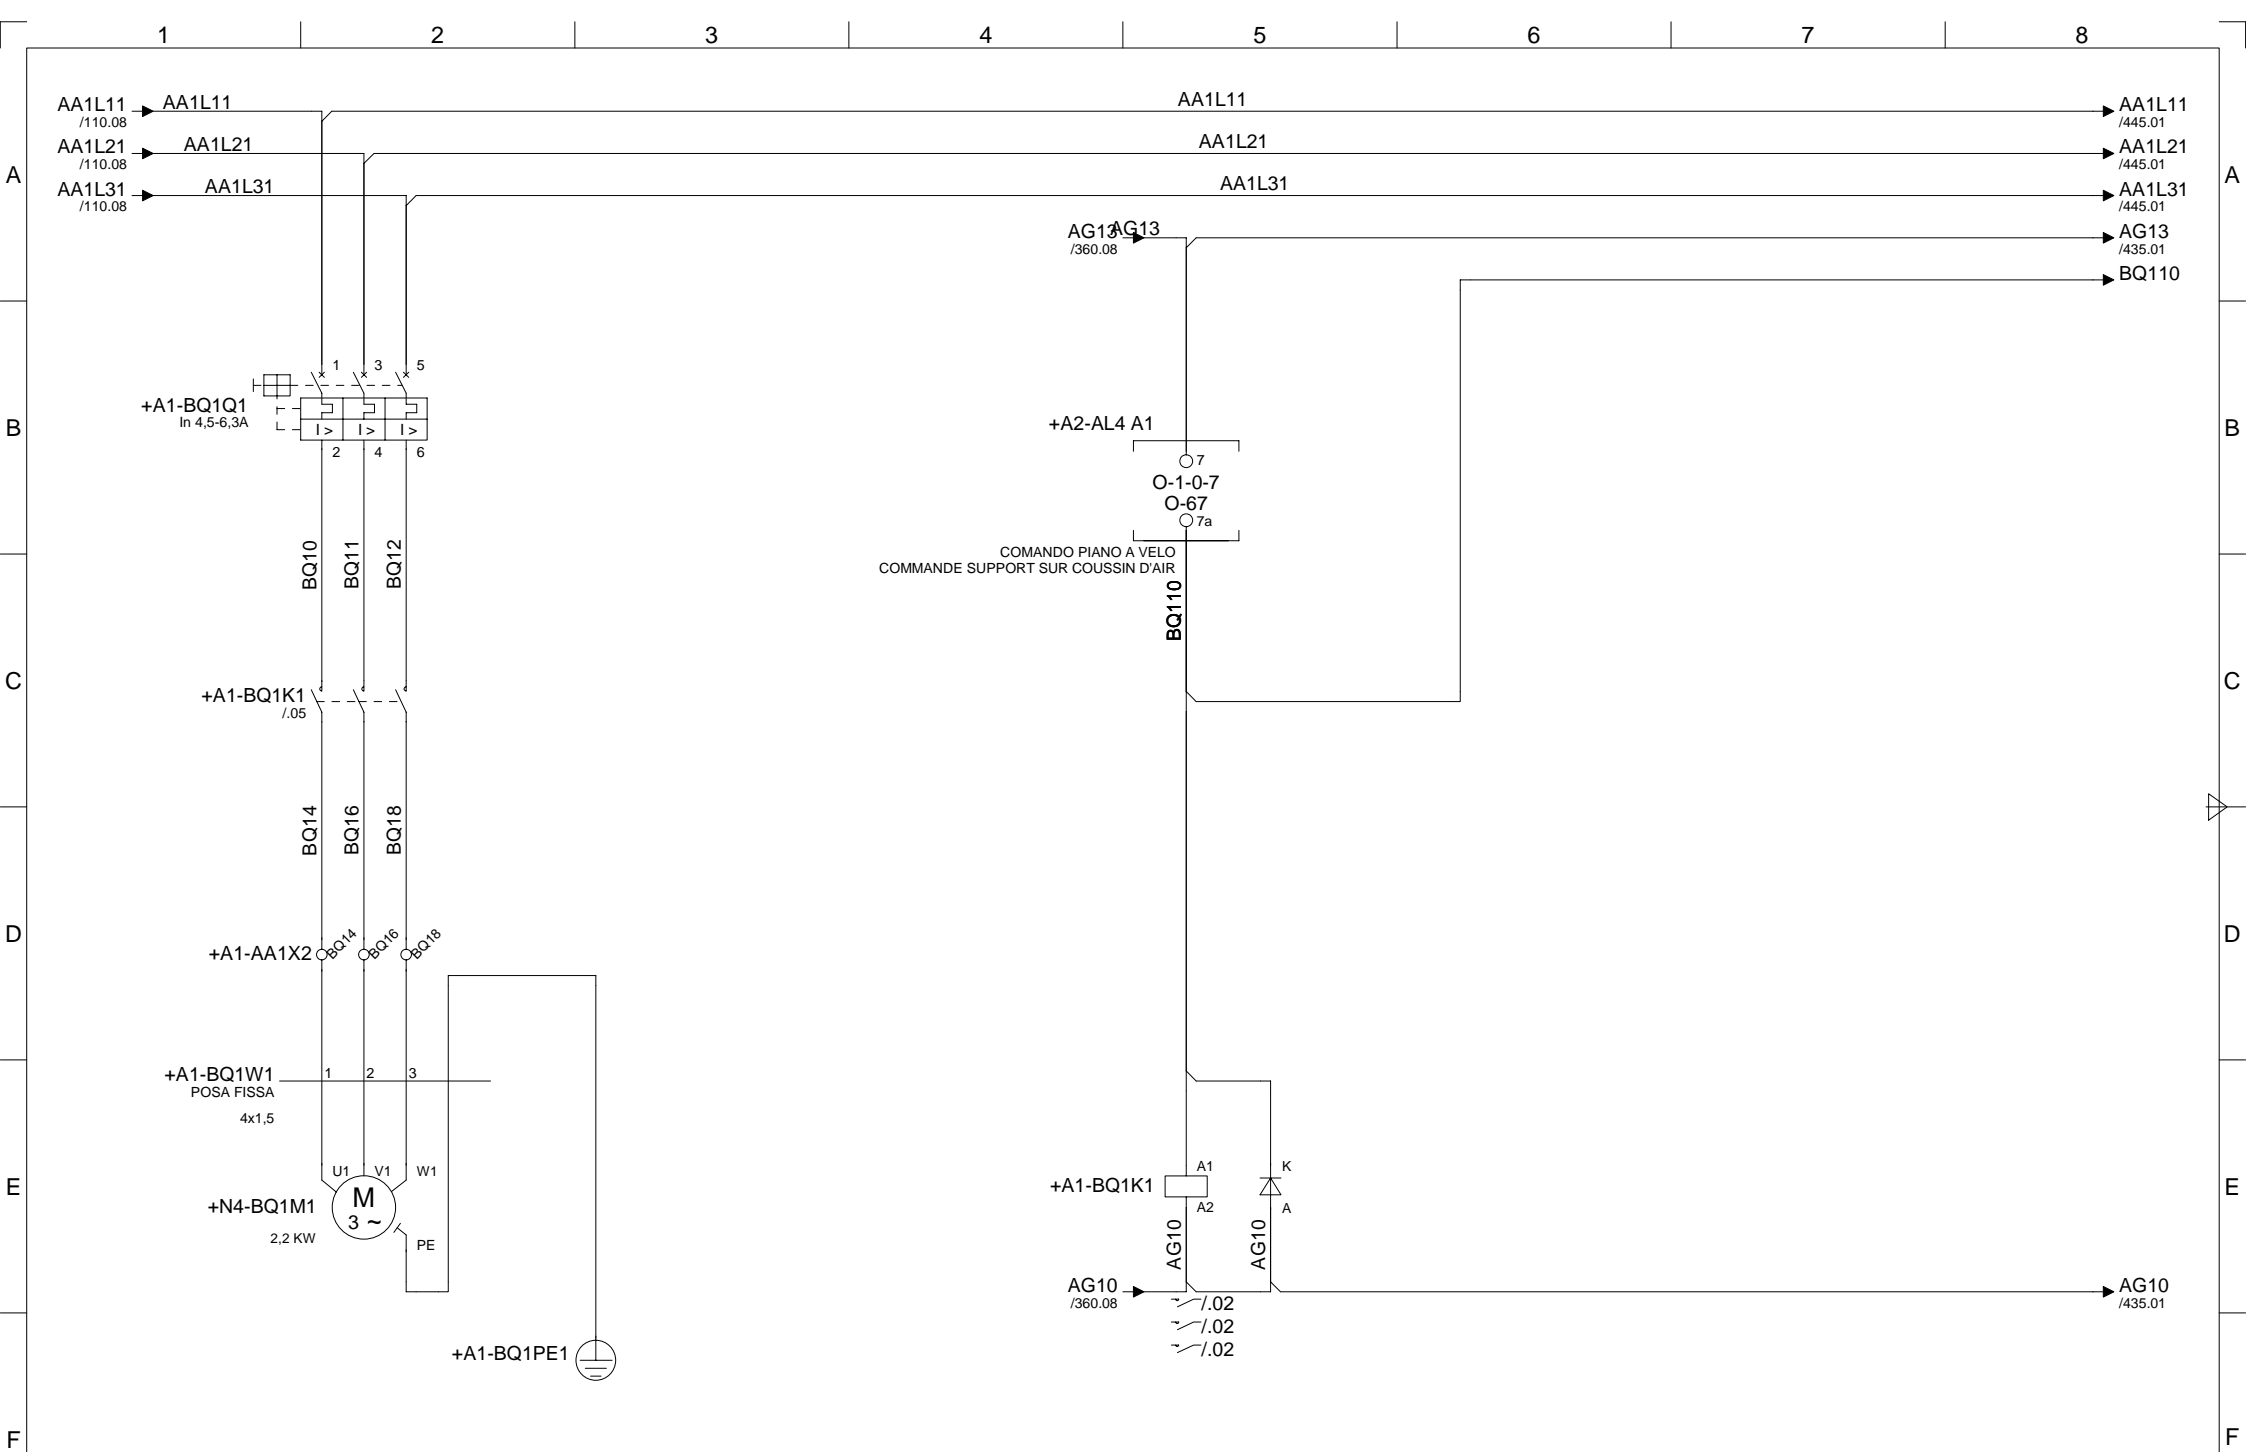 1 2 3 4 5 6 7 8
AA1L11 AA1L11 AA1L11 AA1L11
/110.08 /445.01
AA1L21 AA1L21 AA1L21 AA1L21
/110.08 /445.01
A A
AA1L31 AA1L31 AA1L31 AA1L31
/110.08 /445.01
AG13 AG13 AG13
/360.08 /435.01
BQ110
1 3 5
+A1-BQ1Q1
In 4,5-6,3A
I > I > I >
B B
2 4 6
+A2-AL4 A1
7
O-1-0-7
O-67
7a
COMANDO PIANO A VELO
COMMANDE SUPPORT SUR COUSSIN D'AIR
BQ10 BQ11 BQ12
BQ110
C C
+A1-BQ1K1
/.05
BQ14 BQ16 BQ18
D D
+A1-AA1X2 BQ14 BQ16 BQ18
+A1-BQ1W1 1 2 3
POSA FISSA
4x1,5
U1 V1 W1
E E
+N4-BQ1M1
M
3 ~
2,2 KW
PE
A1 K
+A1-BQ1K1
A2 A
AG10 AG10
AG10 AG10
/360.08 /435.01
/.02
/.02
/.02
+A1-BQ1PE1
F F